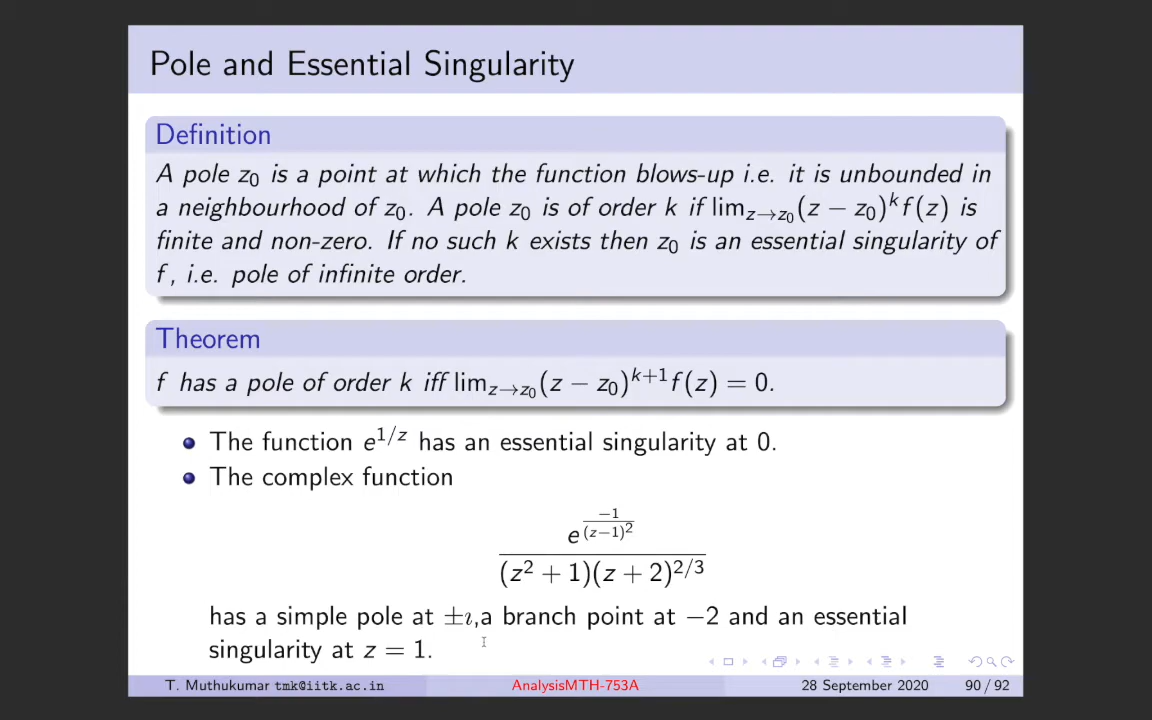 Pole and Essential Singularity
Definition
A pole z₀ is a point at which the function blows-up i.e. it is unbounded in
a neighbourhood of z₀. A pole z₀ is of order k if lim_{z→z₀}(z − z₀)^k f(z) is
finite and non-zero. If no such k exists then z₀ is an essential singularity of
f, i.e. pole of infinite order.
Theorem
f has a pole of order k iff lim_{z→z₀}(z − z₀)^{k+1} f(z) = 0.
The function e^{1/z} has an essential singularity at 0.
The complex function
e^{\frac{-1}{(z−1)^2}}
(z² + 1)(z + 2)^{2/3}
has a simple pole at ±ı,a branch point at −2 and an essential
singularity at z = 1.
T. Muthukumar tmk@iitk.ac.in AnalysisMTH-753A 28 September 2020 90 / 92